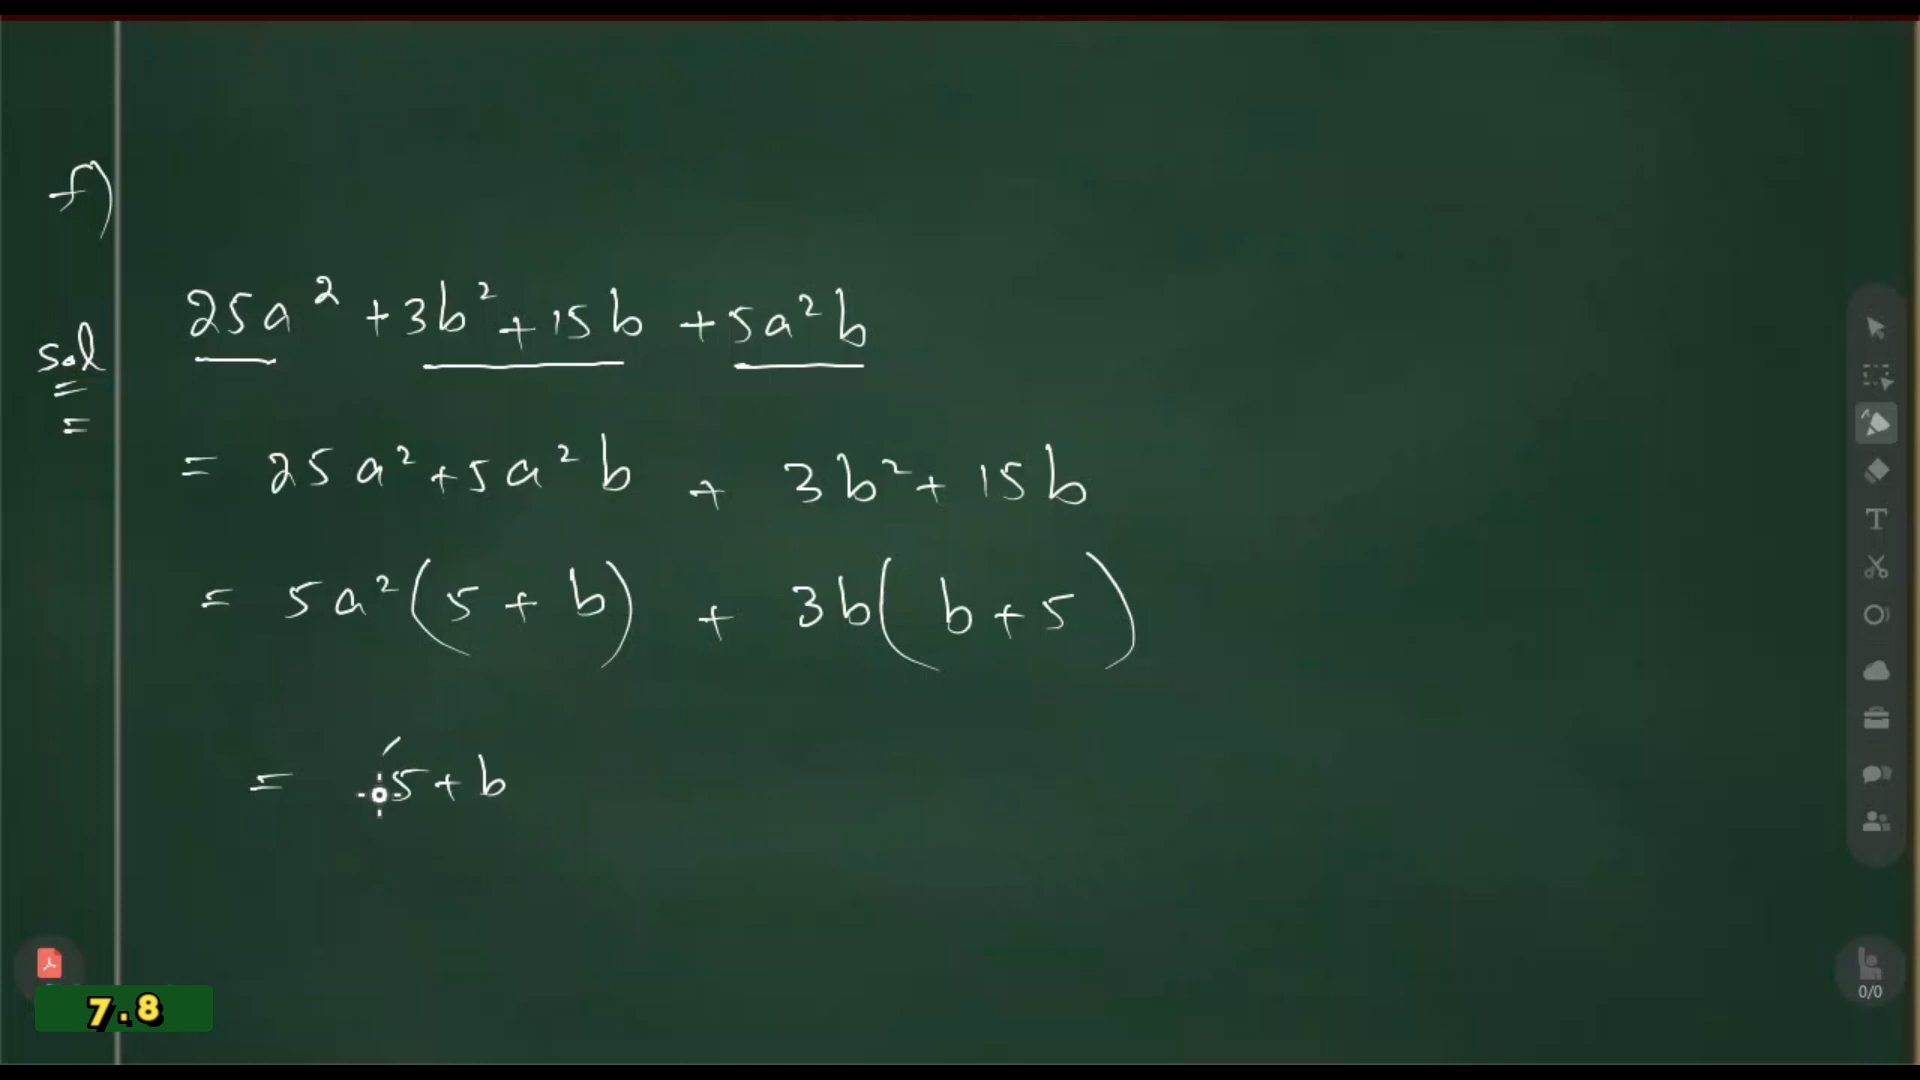 f)
sol 25a² + 3b² + 15b + 5a²b
= = 25a² + 5a²b + 3b² + 15b
= 5a²(5 + b) + 3b(b + 5)
= (5 + b
7.8
T
0/0